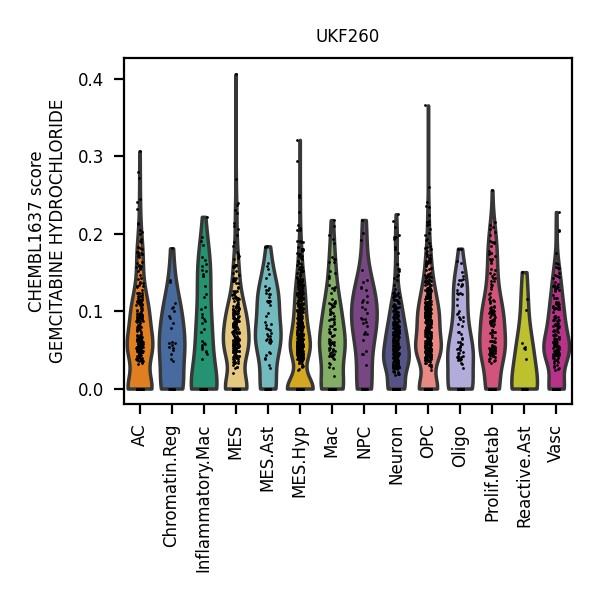 UKF260
CHEMBL1637 score
GEMCITABINE HYDROCHLORIDE
0.4
0.3
0.2
0.1
0.0
AC
Chromatin.Reg
Inflammatory.Mac
MES
MES.Ast
MES.Hyp
Mac
NPC
Neuron
OPC
Oligo
Prolif.Metab
Reactive.Ast
Vasc